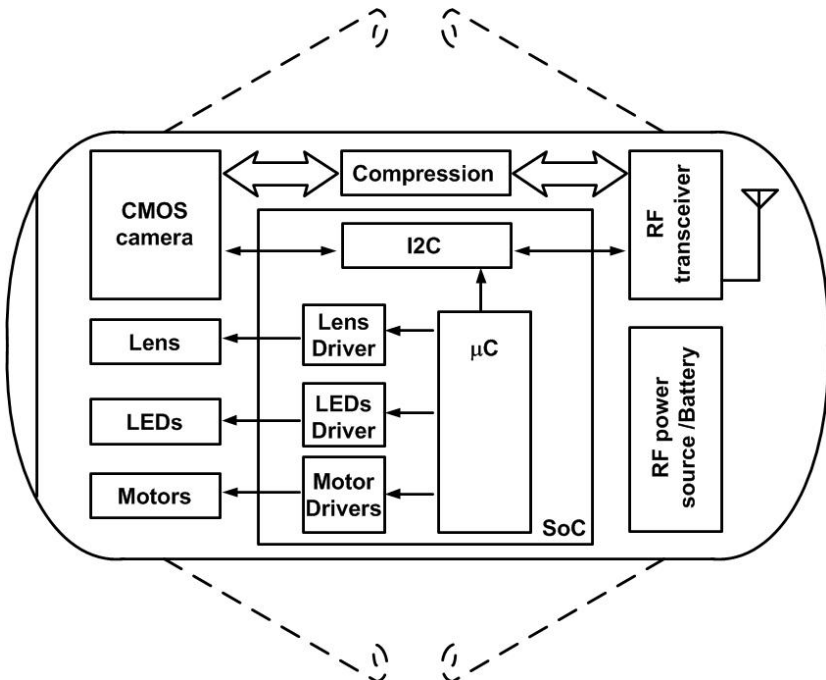 CMOS
camera
Compression
RF
transceiver
I2C
Lens
Lens
Driver
μC
LEDs
LEDs
Driver
Motors
Motor
Drivers
SoC
RF power
source /Battery